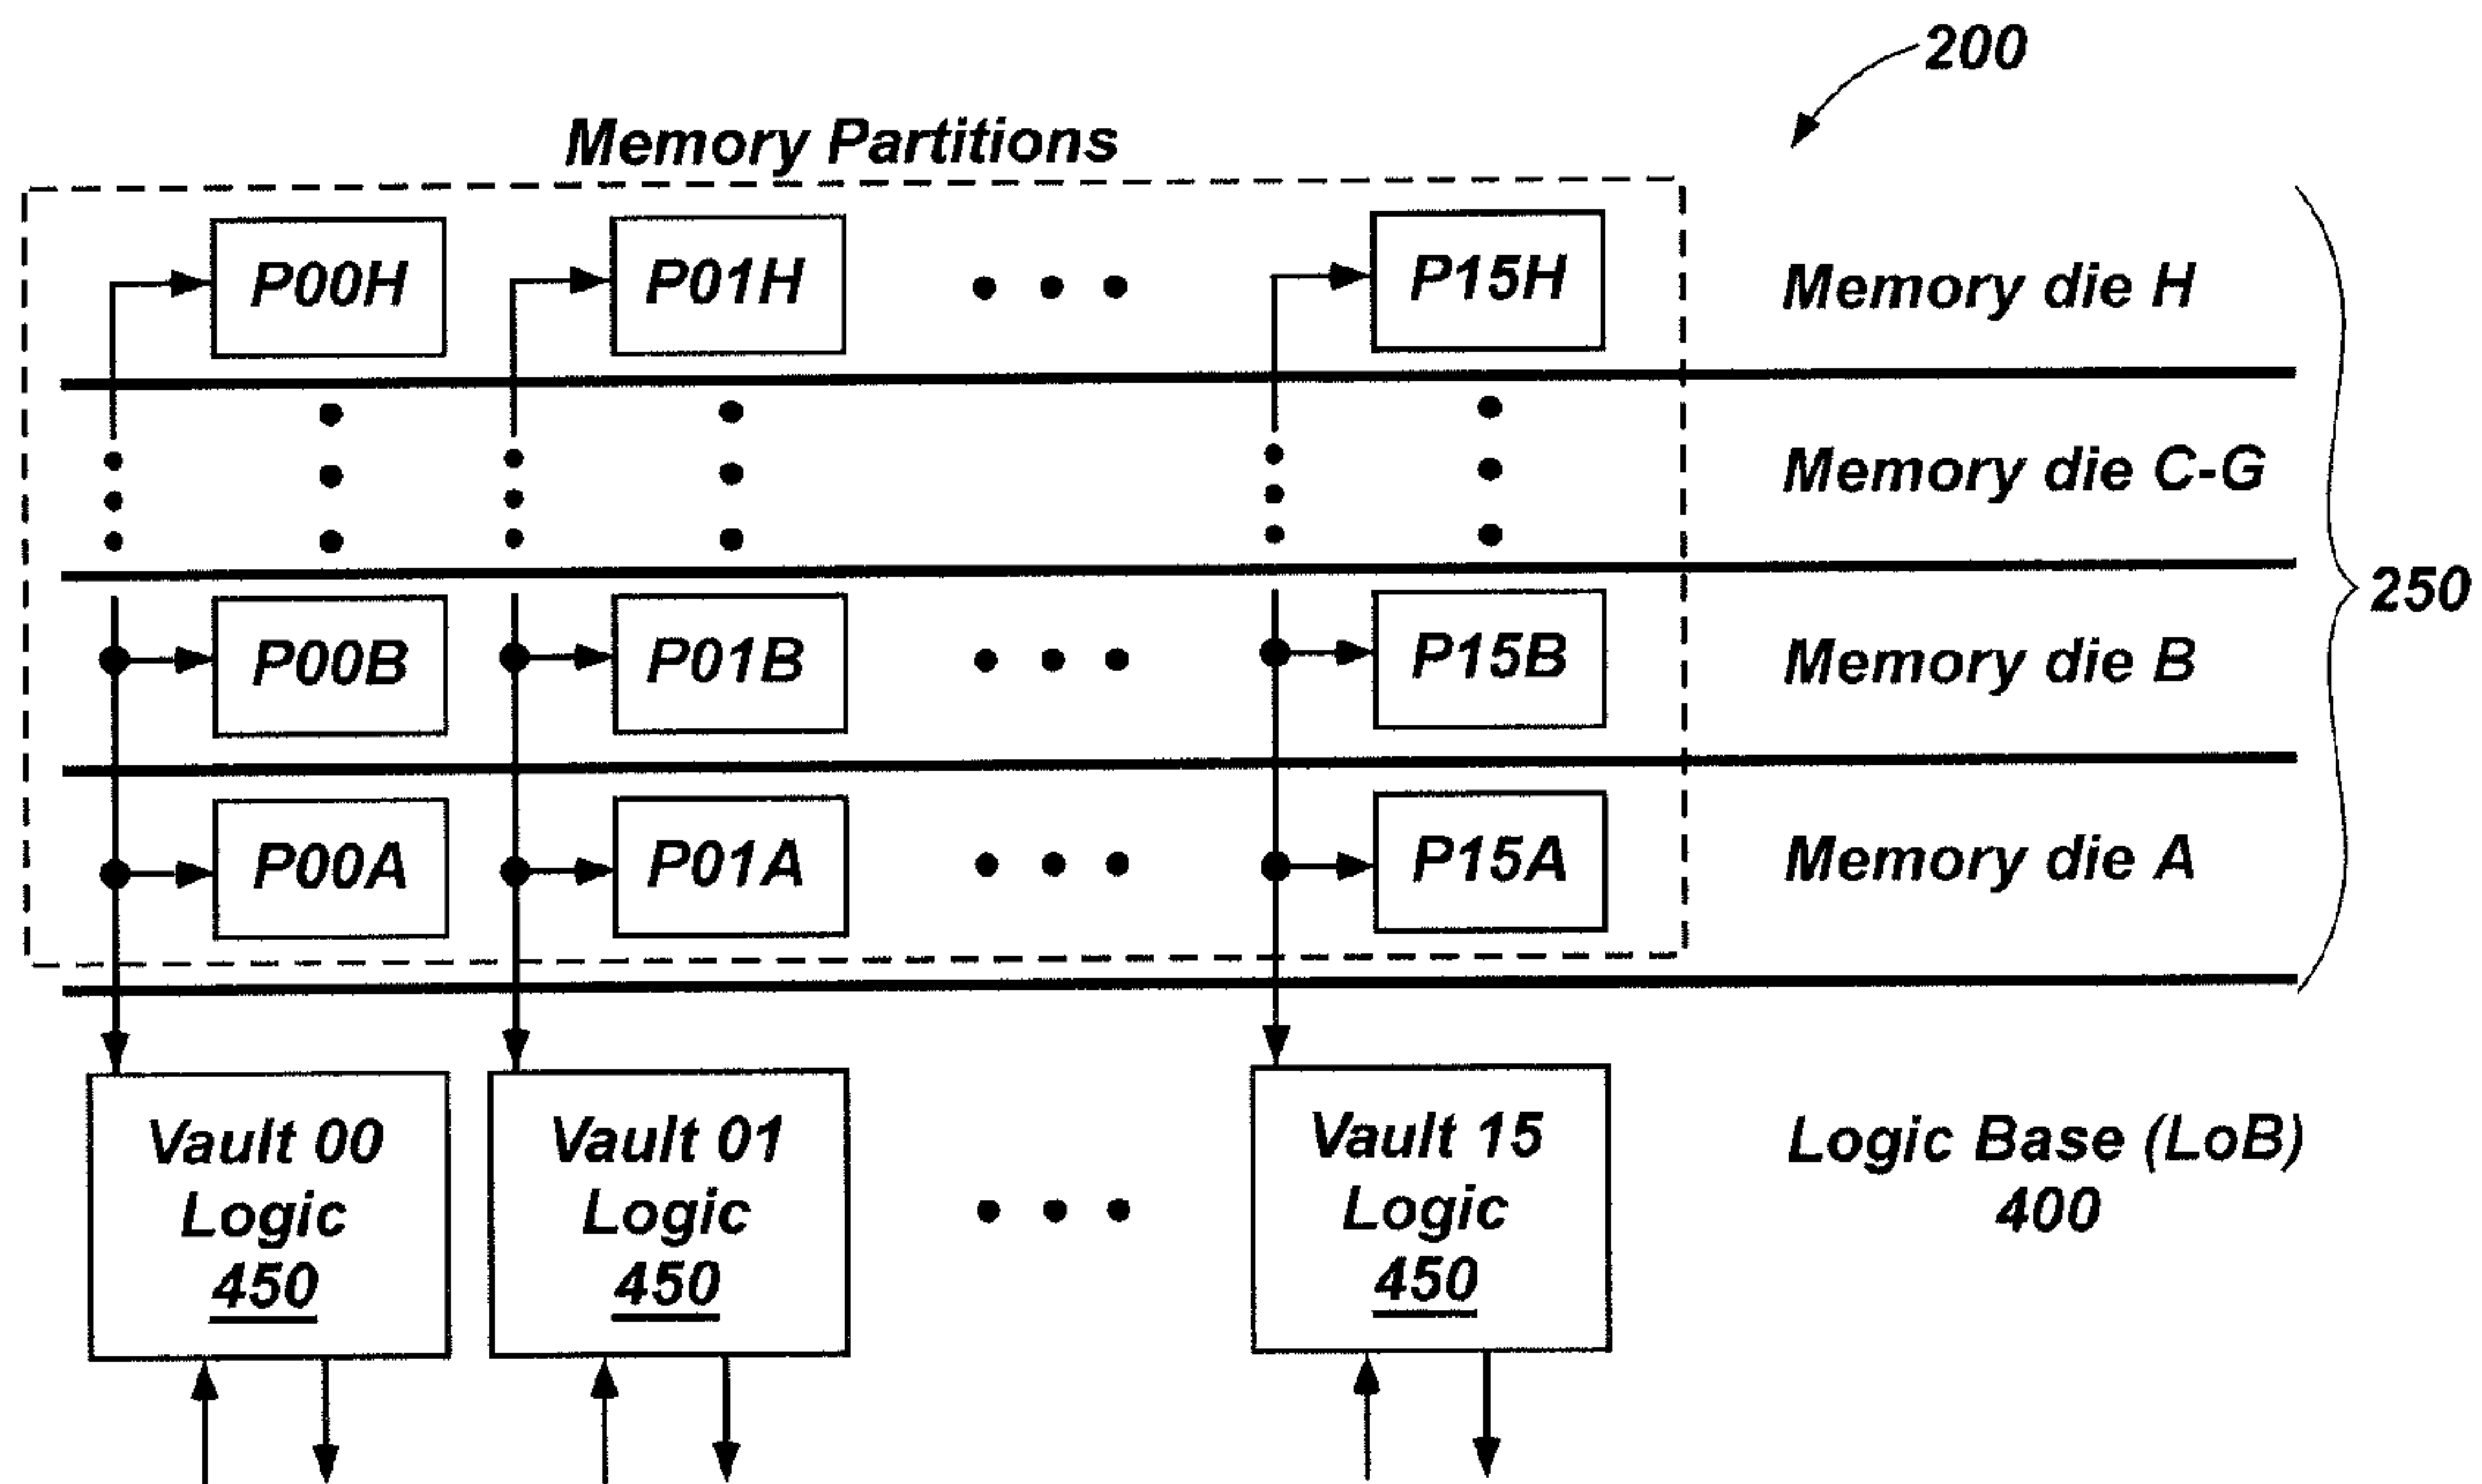 200
Memory Partitions
P00H P01H P15H Memory die H
Memory die C-G
250
P00B P01B P15B Memory die B
P00A P01A P15A Memory die A
Vault 00 Vault 01 Vault 15 Logic Base (LoB)
Logic Logic Logic 400
450 450 450